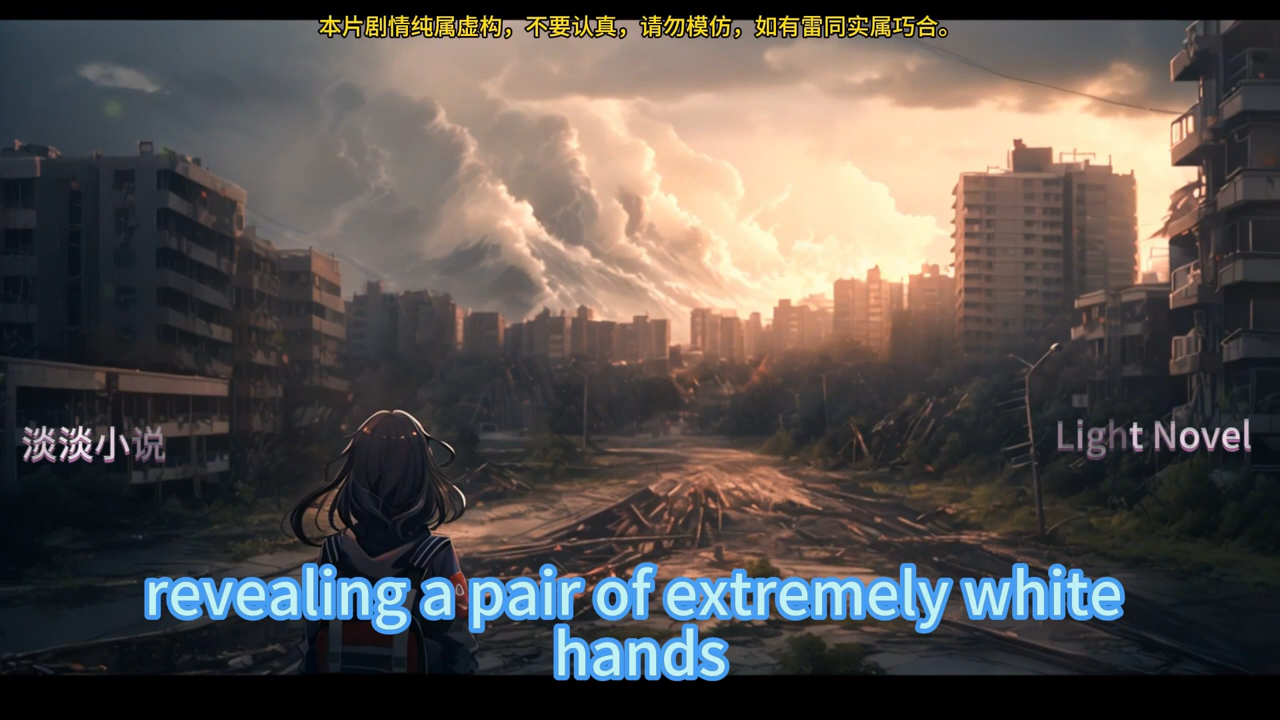 本片剧情纯属虚构，不要认真，请勿模仿，如有雷同实属巧合。
淡淡小说
Light Novel
revealing a pair of extremely white
hands